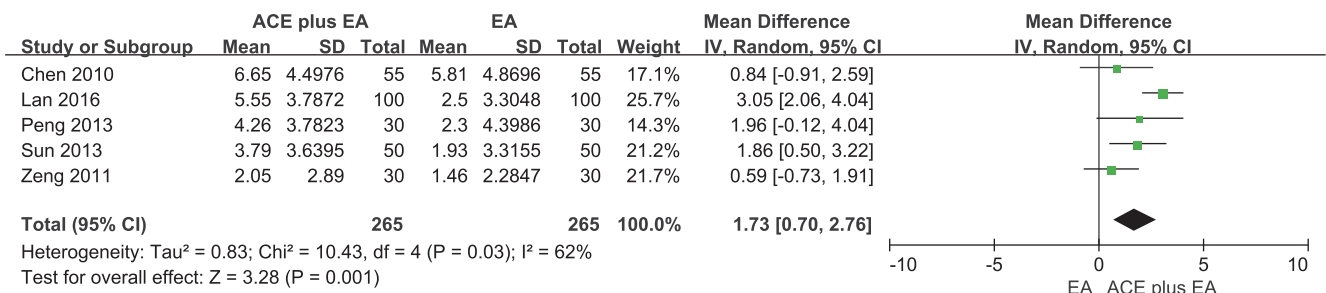 ACE plus EA EA Mean Difference Mean Difference
Study or Subgroup Mean SD Total Mean SD Total Weight IV, Random, 95% CI IV, Random, 95% CI
Chen 2010 6.65 4.4976 55 5.81 4.8696 55 17.1% 0.84 [-0.91, 2.59]
Lan 2016 5.55 3.7872 100 2.5 3.3048 100 25.7% 3.05 [2.06, 4.04]
Peng 2013 4.26 3.7823 30 2.3 4.3986 30 14.3% 1.96 [-0.12, 4.04]
Sun 2013 3.79 3.6395 50 1.93 3.3155 50 21.2% 1.86 [0.50, 3.22]
Zeng 2011 2.05 2.89 30 1.46 2.2847 30 21.7% 0.59 [-0.73, 1.91]
Total (95% CI) 265 265 100.0% 1.73 [0.70, 2.76]
Heterogeneity: Tau² = 0.83; Chi² = 10.43, df = 4 (P = 0.03); I² = 62%
Test for overall effect: Z = 3.28 (P = 0.001)
-10 -5 0 5 10
EA ACE plus EA